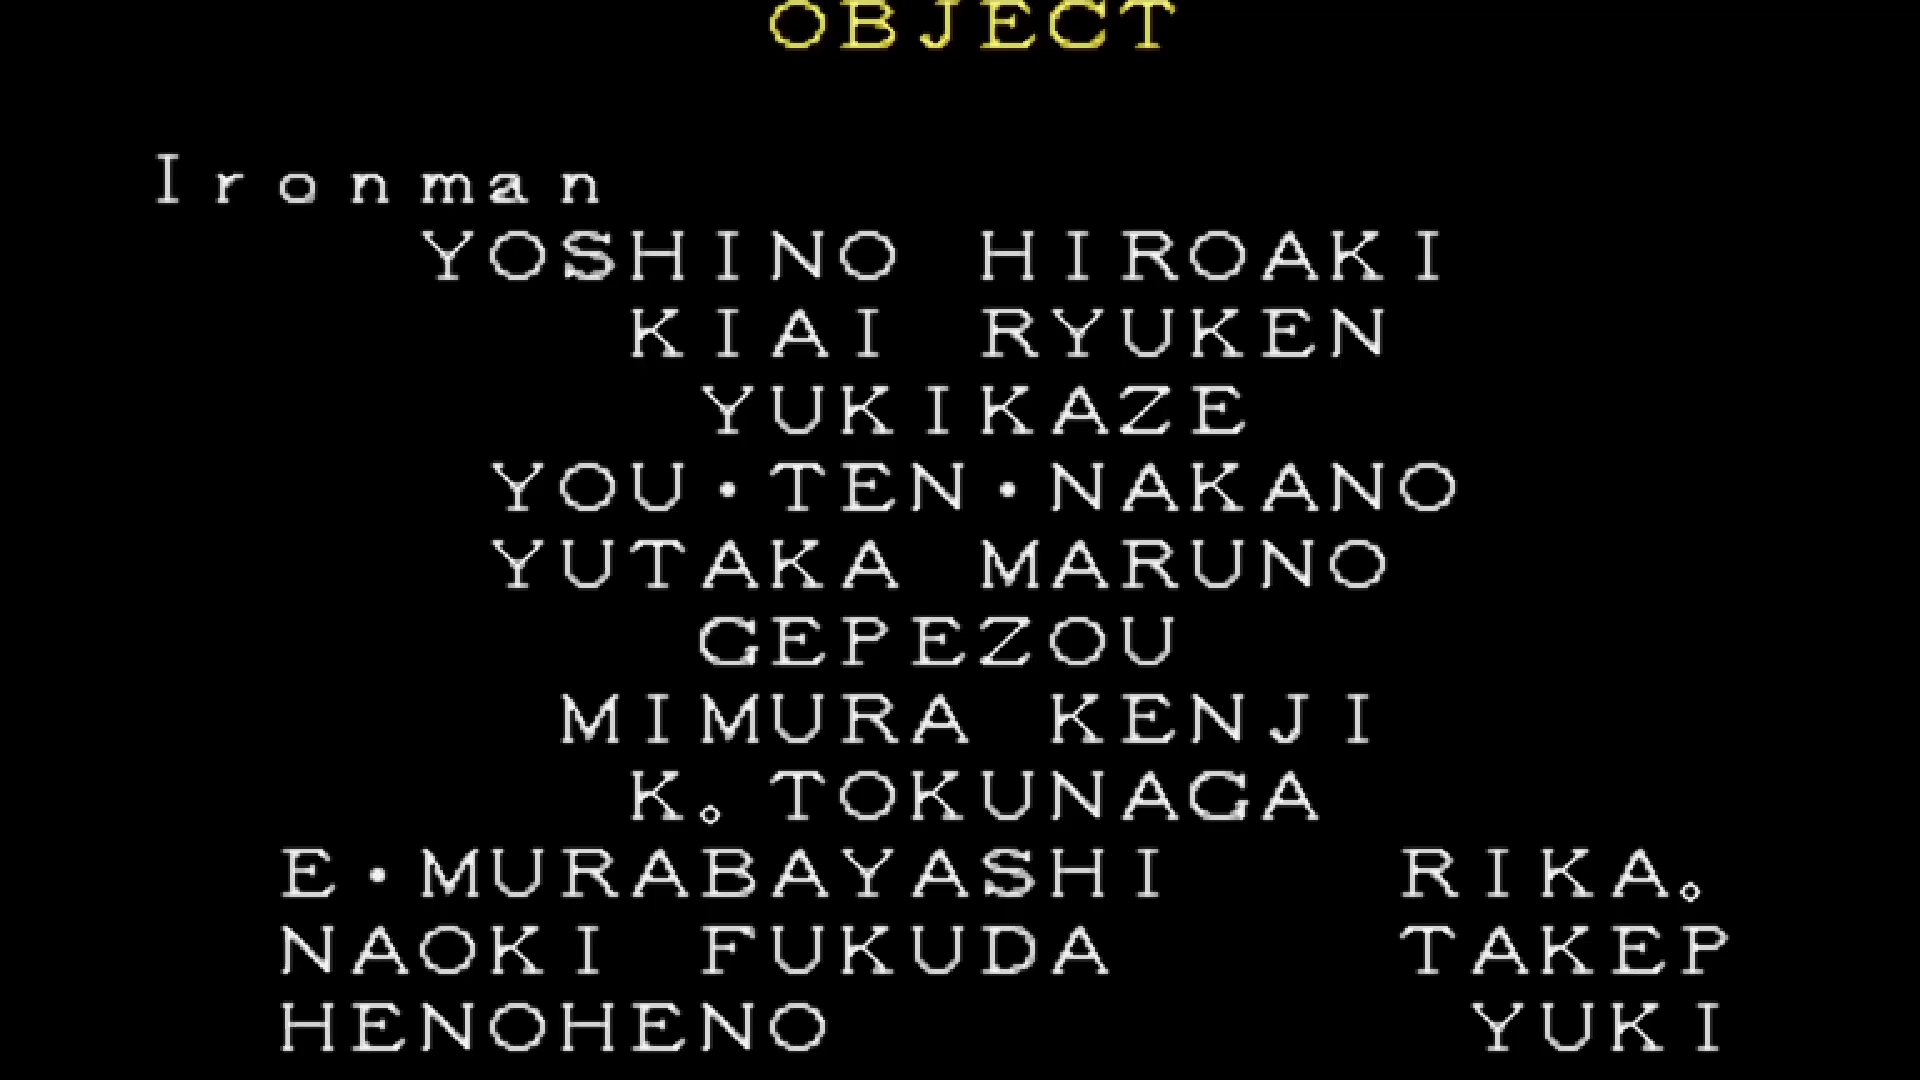 OBJECT
Ironman
YOSHINO HIROAKI
KIAI RYUKEN
YUKIKAZE
YOU・TEN・NAKANO
YUTAKA MARUNO
GEPEZOU
MIMURA KENJI
K。TOKUNAGA
E・MURABAYASHI RIKA。
NAOKI FUKUDA TAKEP
HENOHENO YUKI